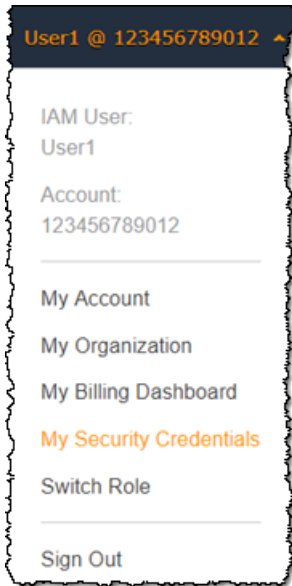 User1 @ 123456789012
IAM User:
User1
Account:
123456789012
My Account
My Organization
My Billing Dashboard
My Security Credentials
Switch Role
Sign Out